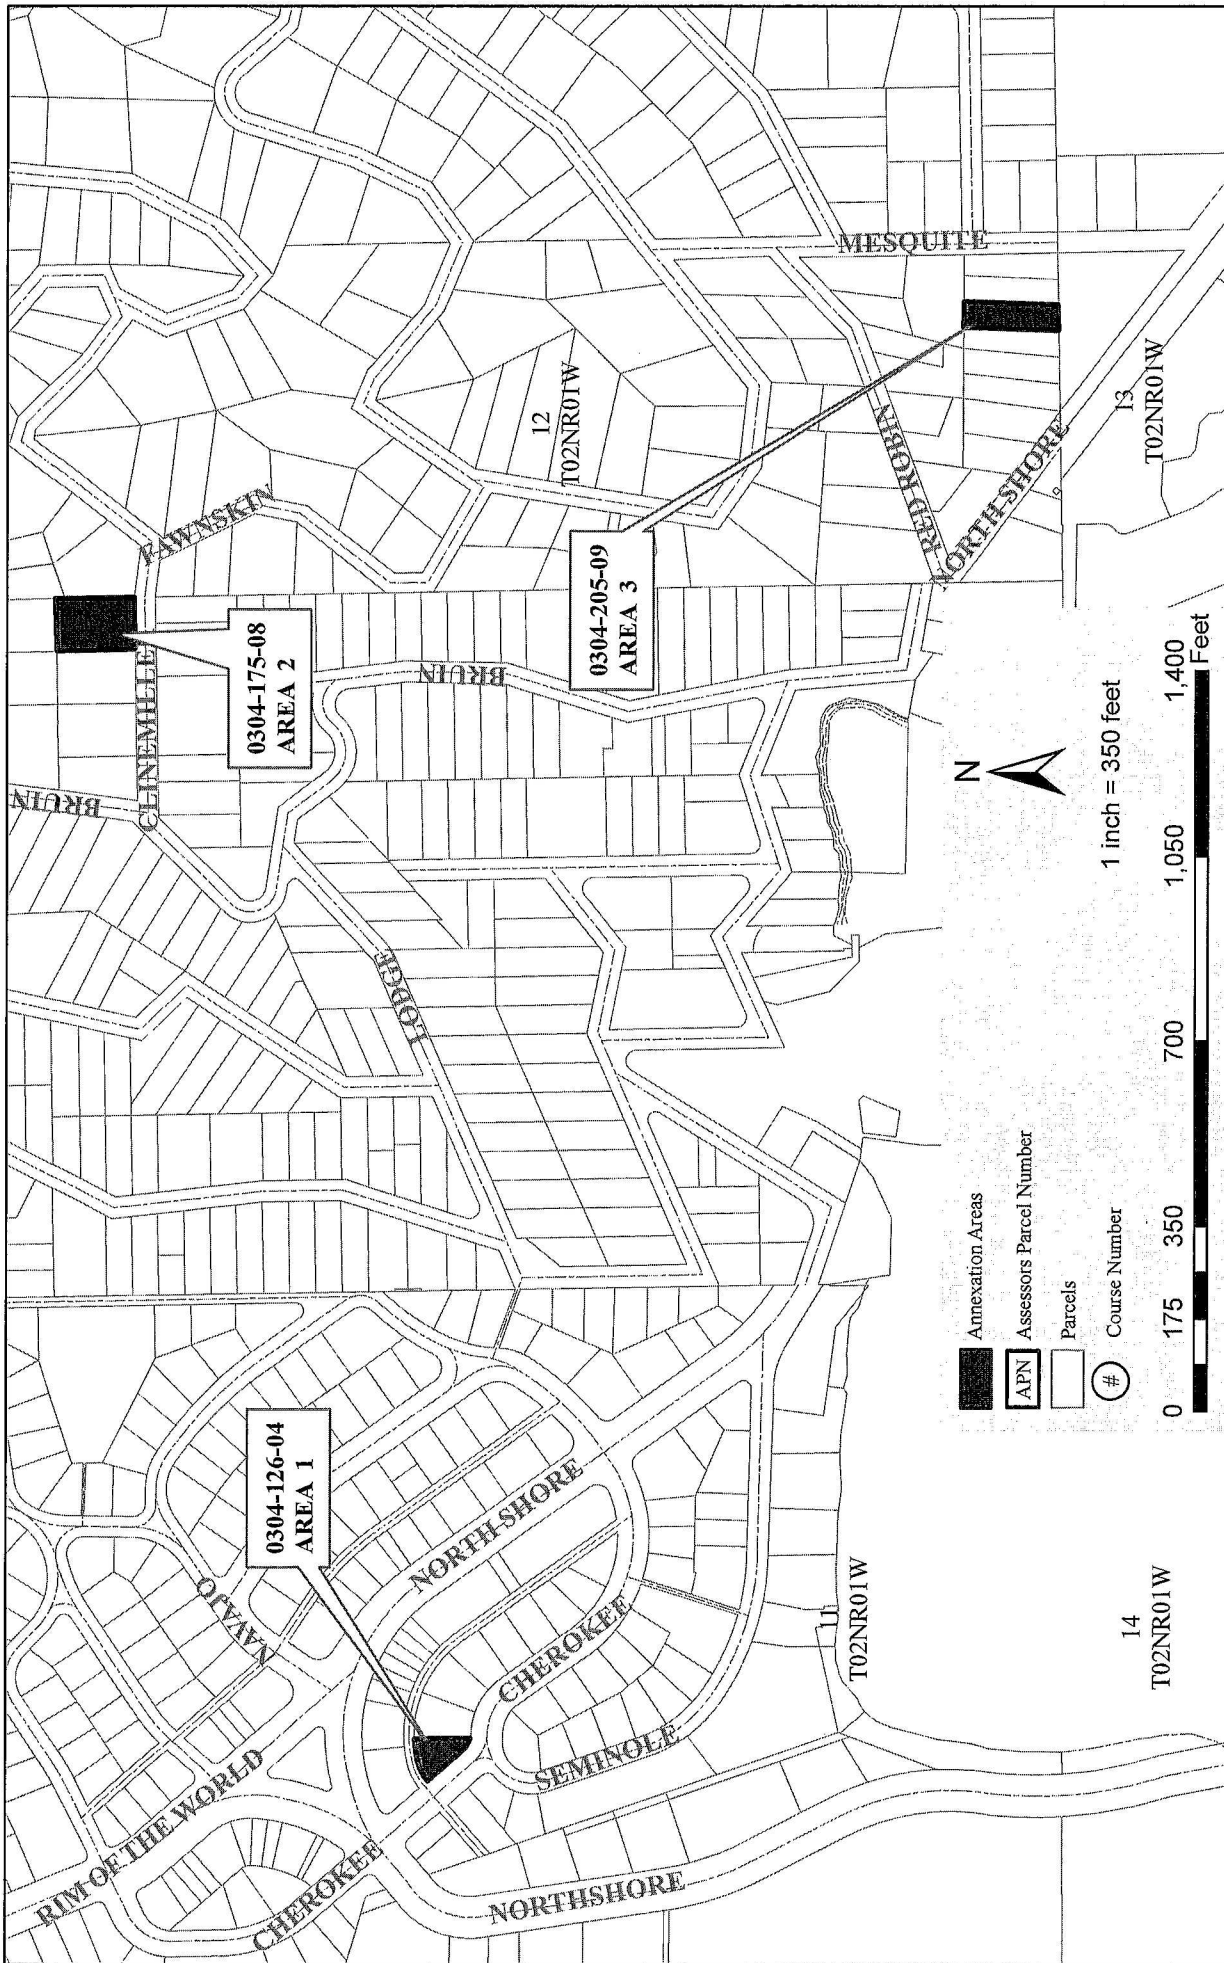 RIM OF THE WORLD
NAVAJO
CHEROKEE
NORTHSHORE
SEMINOLE
CHEROKEE
NORTH SHORE
0304-126-04
AREA 1
11
T02NR01W
14
T02NR01W
LODGE
BRUIN
CLINEMILLE
BRUIN
FAWNSKIN
0304-175-08
AREA 2
12
T02NR01W
0304-205-09
AREA 3
RED ROBIN
NORTH SHORE
MESQUITE
13
T02NR01W
Annexation Areas
APN
Assessors Parcel Number
Parcels
#
Course Number
N
1 inch = 350 feet
0 175 350 700 1,050 1,400
Feet